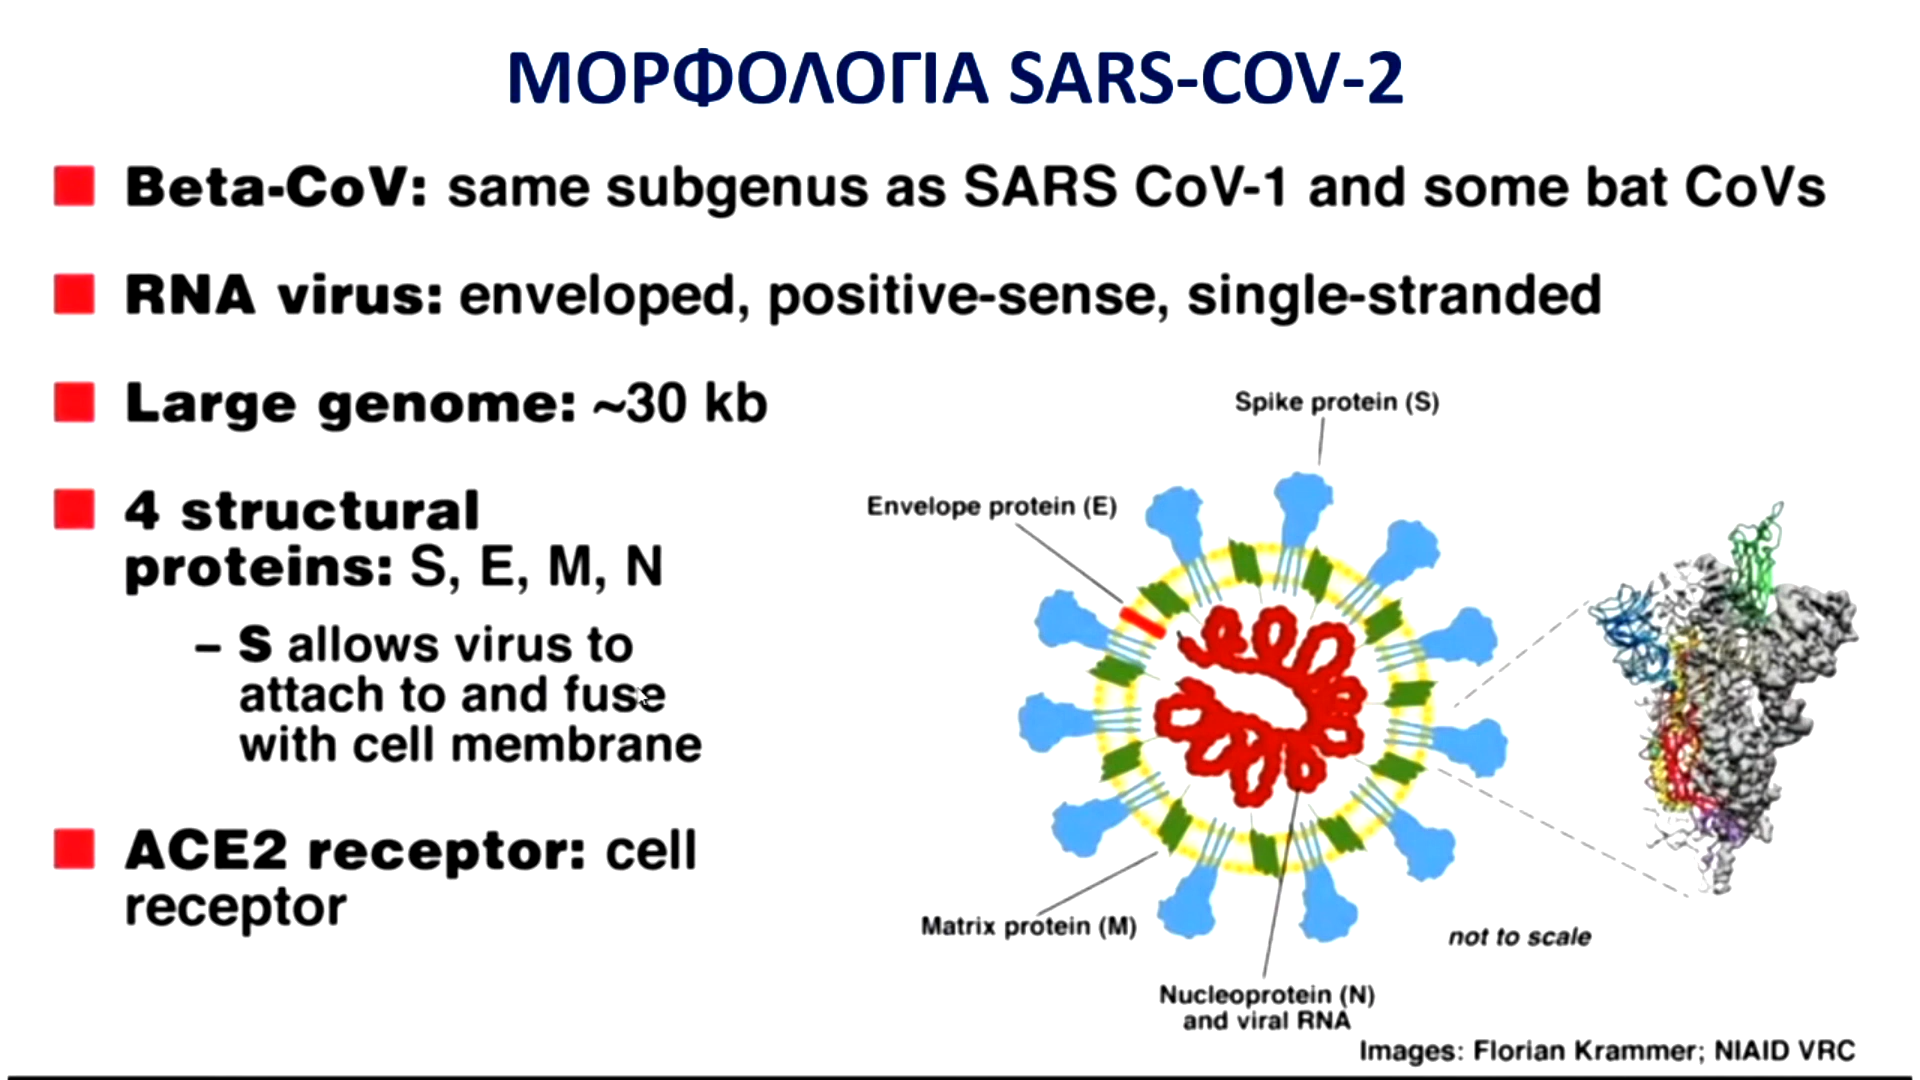 ΜΟΡΦΟΛΟΓΙΑ SARS-COV-2
Beta-CoV: same subgenus as SARS CoV-1 and some bat CoVs
RNA virus: enveloped, positive-sense, single-stranded
Large genome: ~30 kb
4 structural
proteins: S, E, M, N
– S allows virus to
attach to and fuse
with cell membrane
ACE2 receptor: cell
receptor
Spike protein (S)
Envelope protein (E)
Matrix protein (M)
Nucleoprotein (N)
and viral RNA
not to scale
Images: Florian Krammer; NIAID VRC